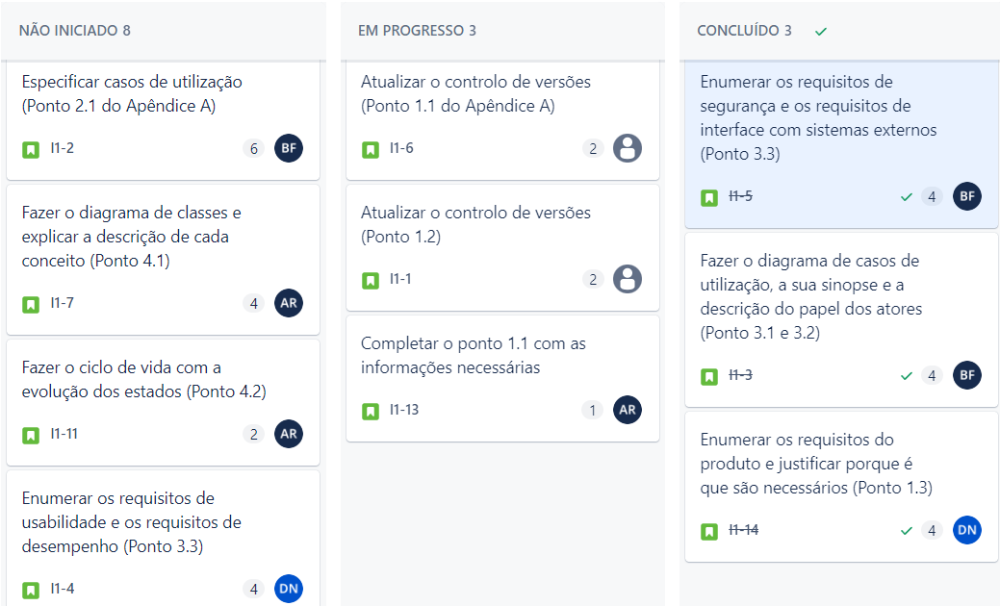 NÃO INICIADO 8
Especificar casos de utilização
(Ponto 2.1 do Apêndice A)
I1-2
6
BF
Fazer o diagrama de classes e
explicar a descrição de cada
conceito (Ponto 4.1)
I1-7
4
AR
Fazer o ciclo de vida com a
evolução dos estados (Ponto 4.2)
I1-11
2
AR
Enumerar os requisitos de
usabilidade e os requisitos de
desempenho (Ponto 3.3)
I1-4
4
DN
EM PROGRESSO 3
Atualizar o controlo de versões
(Ponto 1.1 do Apêndice A)
I1-6
2
Atualizar o controlo de versões
(Ponto 1.2)
I1-1
2
Completar o ponto 1.1 com as
informações necessárias
I1-13
1
AR
CONCLUÍDO 3
Enumerar os requisitos de
segurança e os requisitos de
interface com sistemas externos
(Ponto 3.3)
I1-5
4
BF
Fazer o diagrama de casos de
utilização, a sua sinopse e a
descrição do papel dos atores
(Ponto 3.1 e 3.2)
I1-3
4
BF
Enumerar os requisitos do
produto e justificar porque é
que são necessários (Ponto 1.3)
I1-14
4
DN